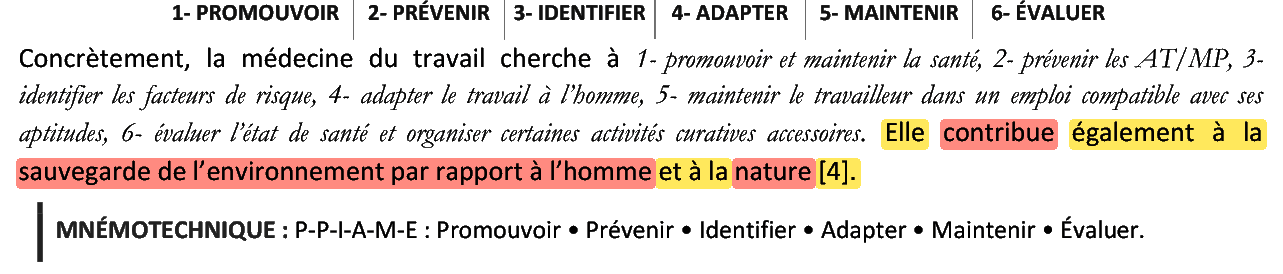 1- PROMOUVOIR 2- PRÉVENIR 3- IDENTIFIER 4- ADAPTER 5- MAINTENIR 6- ÉVALUER
Concrètement, la médecine du travail cherche à 1- promouvoir et maintenir la santé, 2- prévenir les AT/MP, 3-
identifier les facteurs de risque, 4- adapter le travail à l'homme, 5- maintenir le travailleur dans un emploi compatible avec ses
aptitudes, 6- évaluer l'état de santé et organiser certaines activités curatives accessoires. Elle contribue également à la
sauvegarde de l'environnement par rapport à l'homme et à la nature [4].
MNÉMOTECHNIQUE : P-P-I-A-M-E : Promouvoir • Prévenir • Identifier • Adapter • Maintenir • Évaluer.